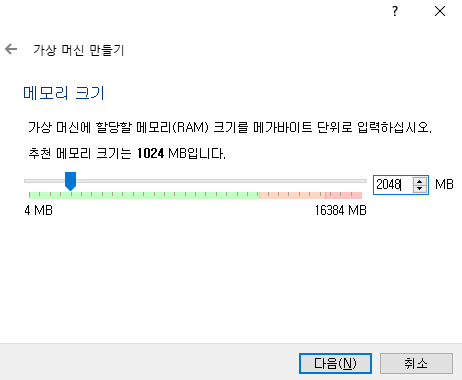 ?
가상 머신 만들기
메모리 크기
가상 머신에 할당할 메모리(RAM) 크기를 메가바이트 단위로 입력하십시오.
추천 메모리 크기는 1024 MB입니다.
2048 MB
4 MB 16384 MB
다음(N) 취소